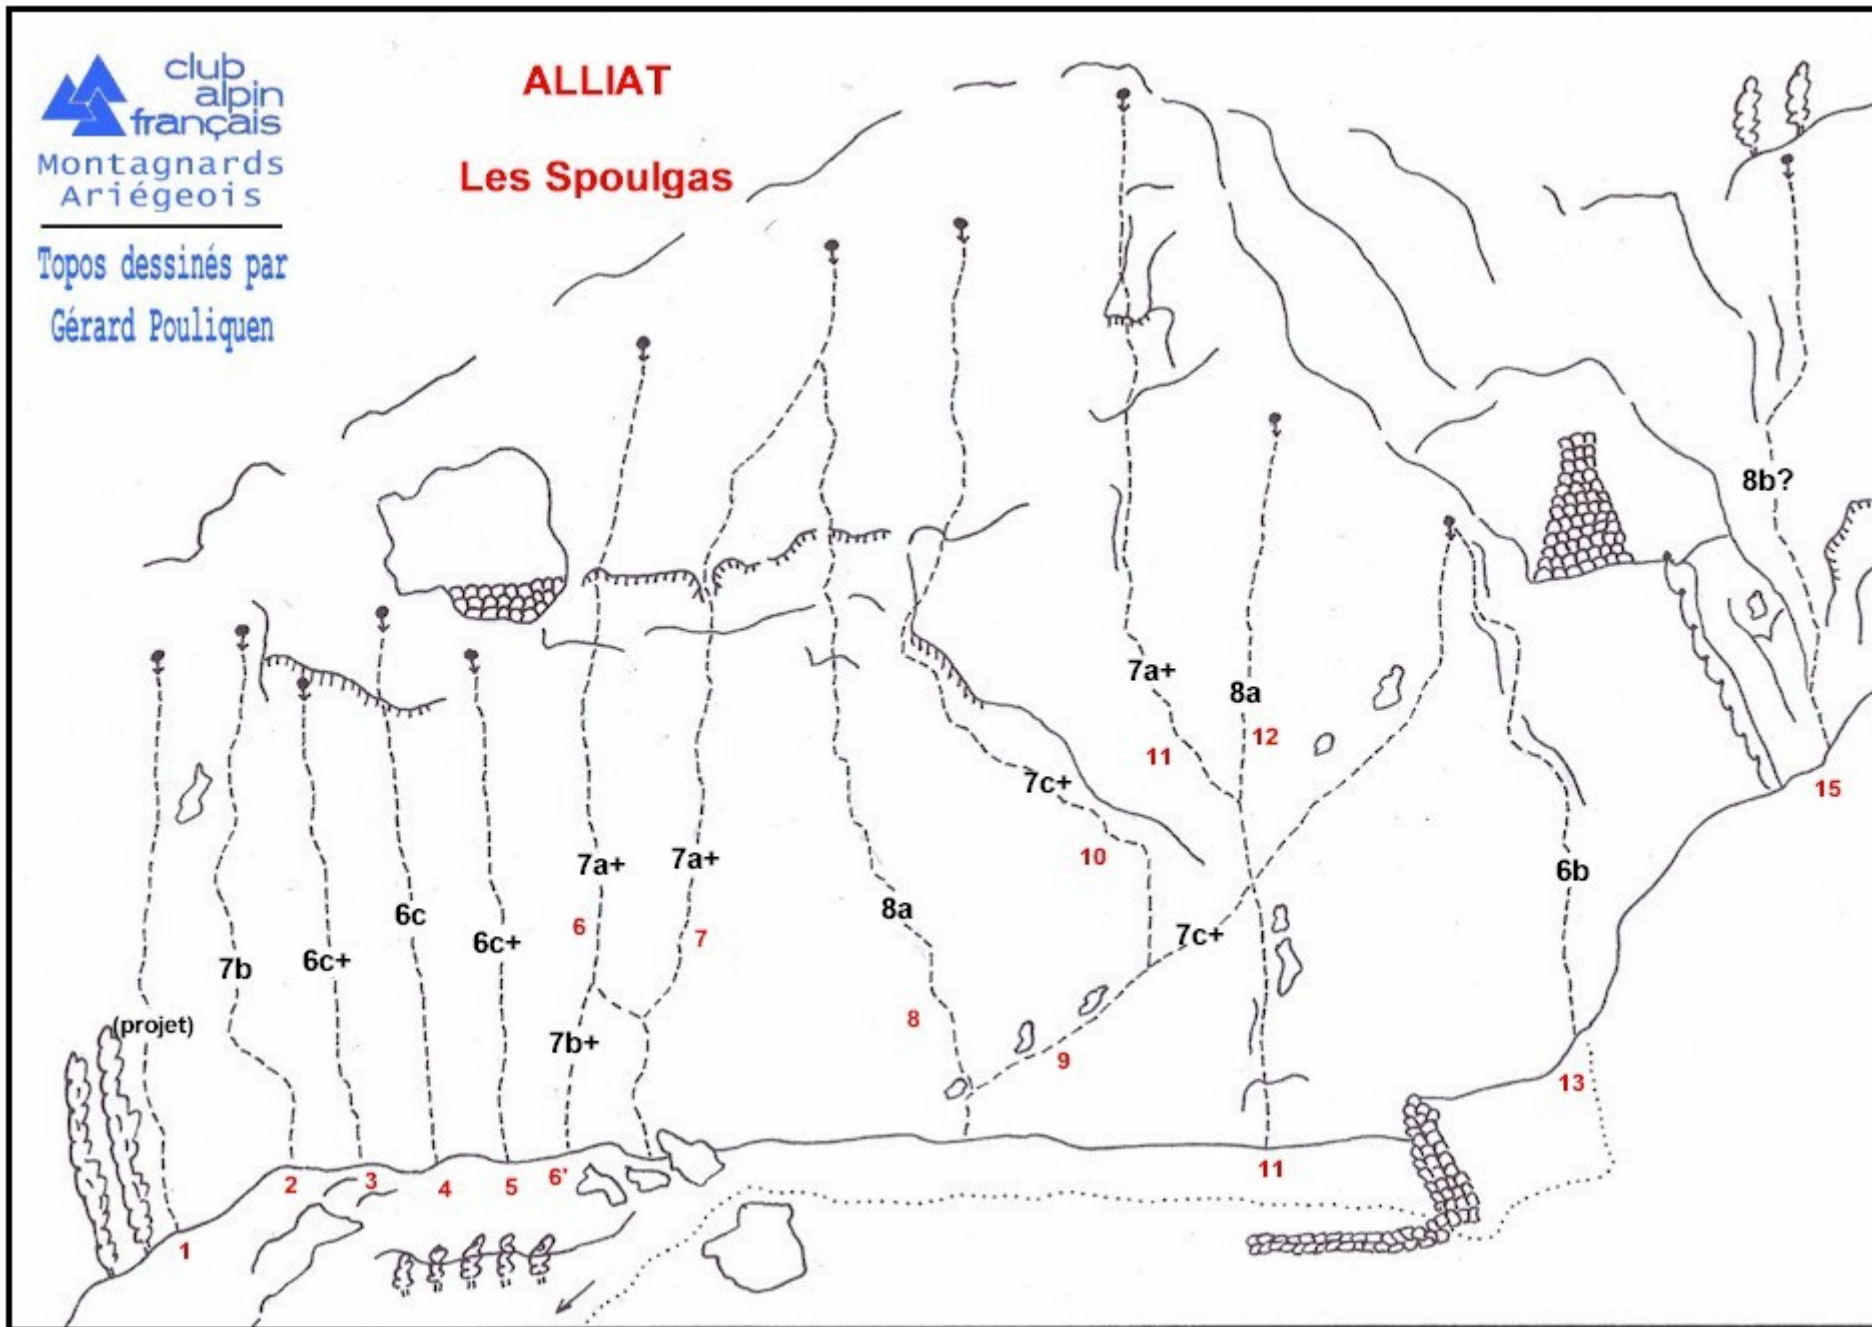 club
alpin
français
Montagnards
Ariégeois
Topos dessinés par
Gérard Pouliquen
ALLIAT
Les Spoulgas
8b?
7a+
8a
11
12
7c+
10
15
7a+
7a+
6b
6c
8a
6
7
7c+
6c+
6c+
7b
(projet)
7b+
8
9
13
2
3
4
5
6'
11
1